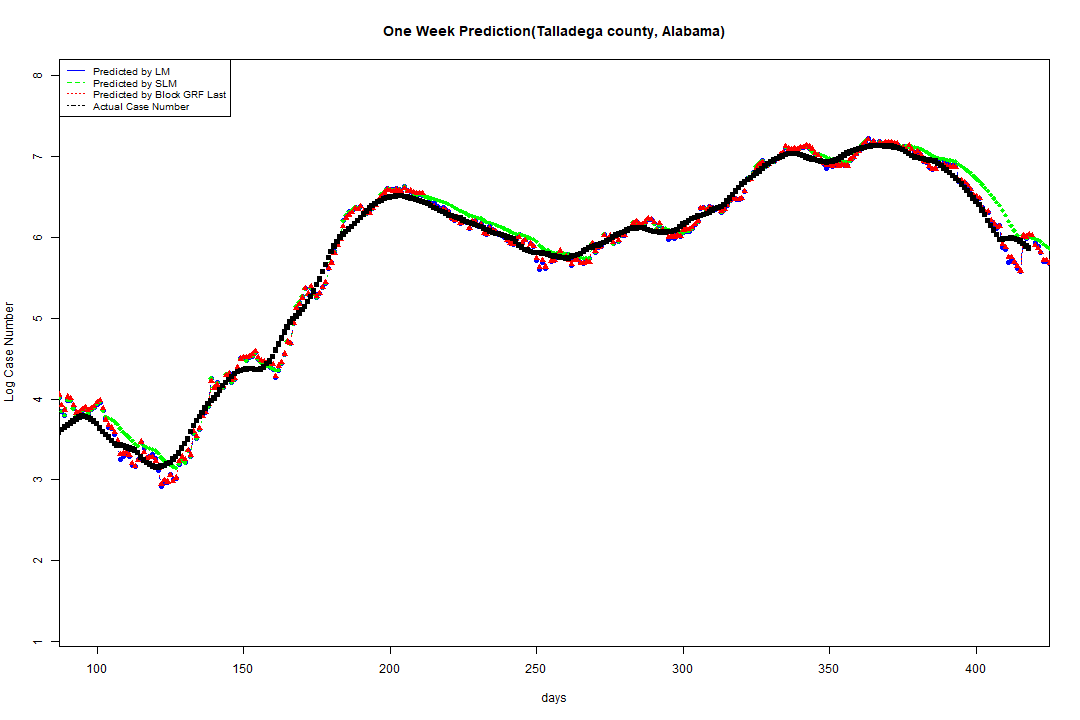 One Week Prediction(Talladega county, Alabama)
Predicted by LM
Predicted by SLM
Predicted by Block GRF Last
Actual Case Number
8
7
6
5
4
3
2
1
Log Case Number
100 150 200 250 300 350 400
days